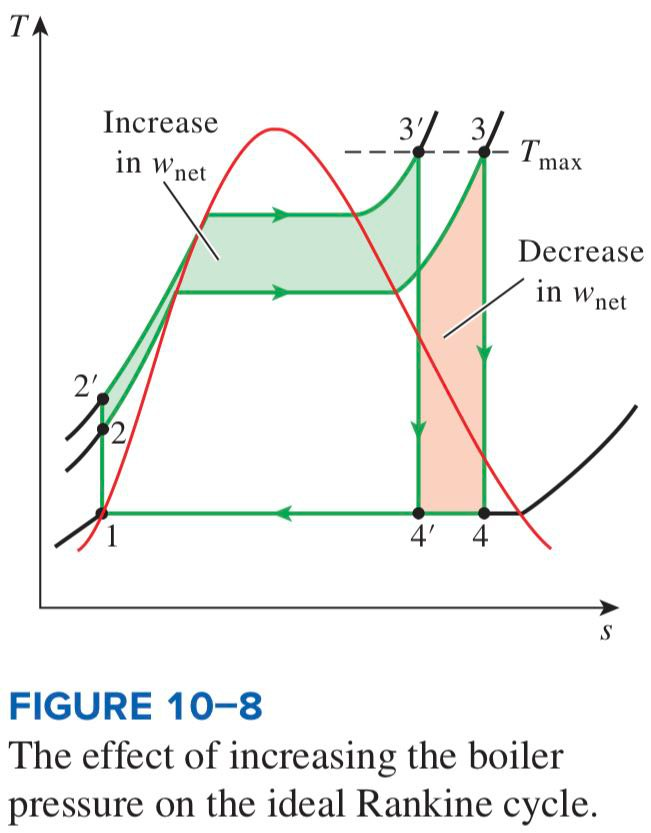 T
Increase
in wnet
3′
3
Tmax
Decrease
in wnet
2′
2
1
4′
4
s
FIGURE 10–8
The effect of increasing the boiler
pressure on the ideal Rankine cycle.